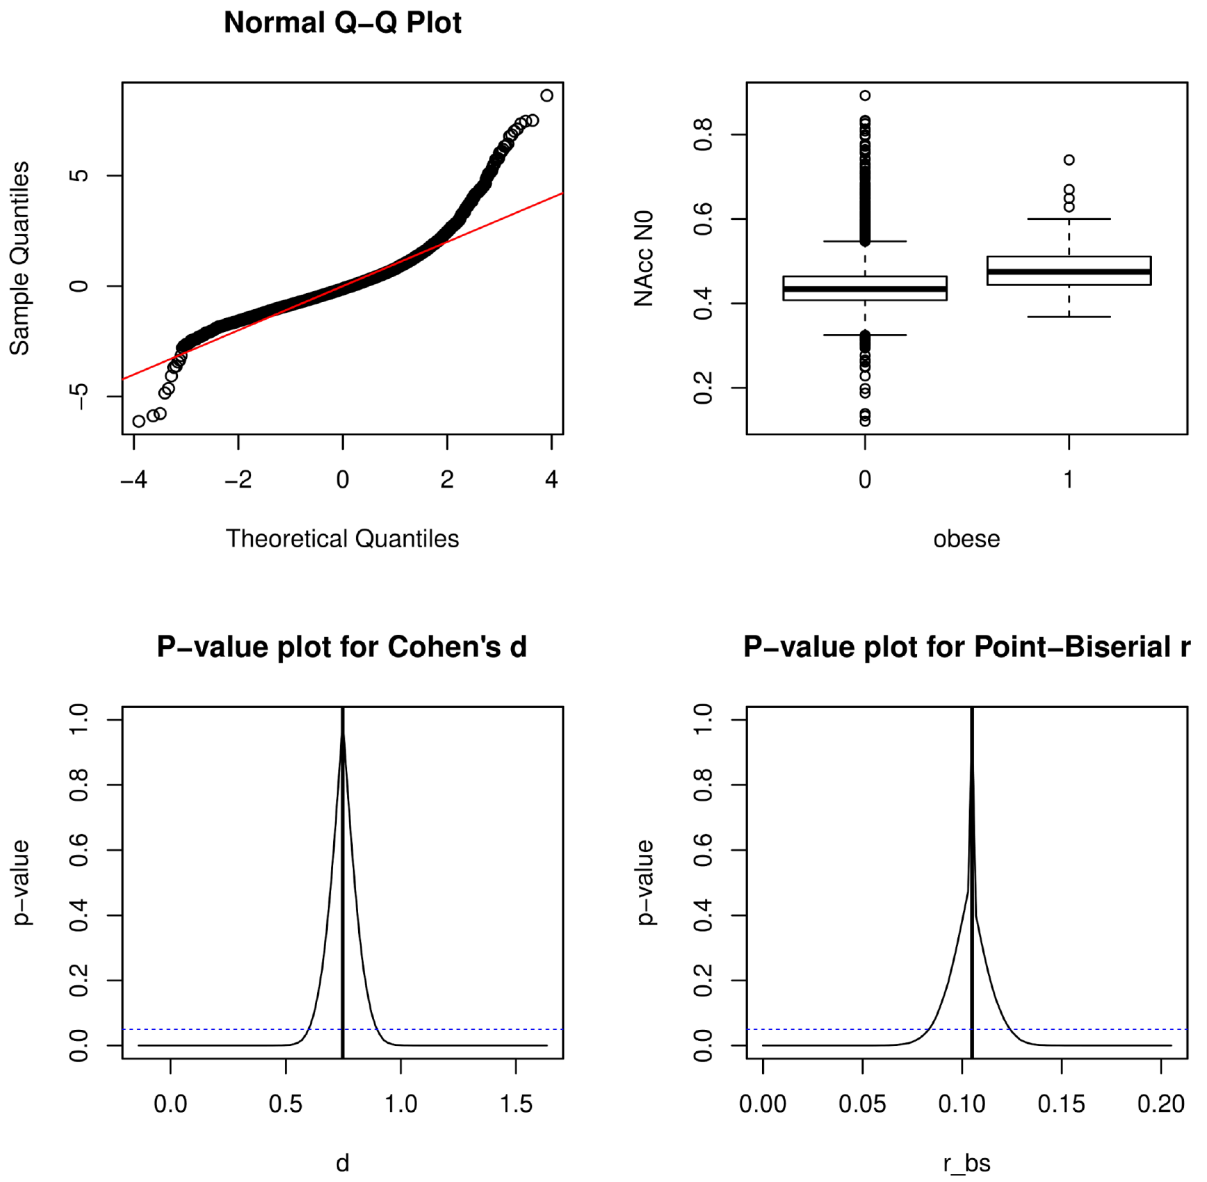 Normal Q−Q Plot
Sample Quantiles
5
0
−5
−4 −2 0 2 4
Theoretical Quantiles
NAcc N0
0.8
0.6
0.4
0.2
0 1
obese
P−value plot for Cohen's d
p−value
1.0
0.8
0.6
0.4
0.2
0.0
0.0 0.5 1.0 1.5
d
P−value plot for Point−Biserial r
p−value
1.0
0.8
0.6
0.4
0.2
0.0
0.00 0.05 0.10 0.15 0.20
r_bs